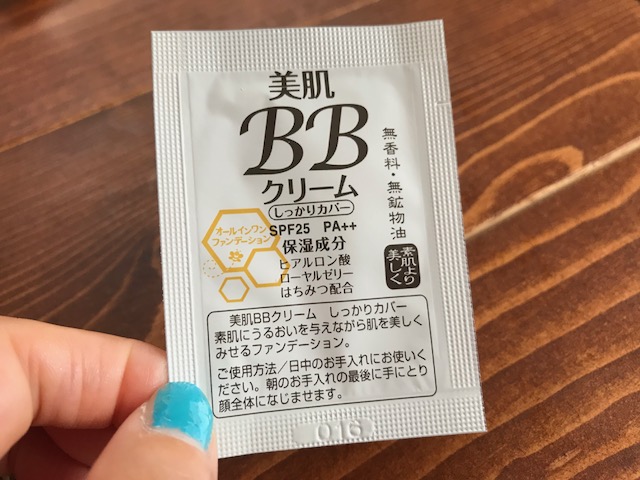 美肌
BB
クリーム
しっかりカバー
SPF25 PA++
保湿成分
ヒアルロン酸
ローヤルゼリー
はちみつ配合
オールインワン
ファンデーション
無香料・無鉱物油
素肌より
美しく
美肌BBクリーム しっかりカバー
素肌にうるおいを与えながら肌を美しく
みせるファンデーション。
ご使用方法/日中のお手入れにお使いく
ださい。朝のお手入れの最後に手にとり
顔全体になじませます。
016